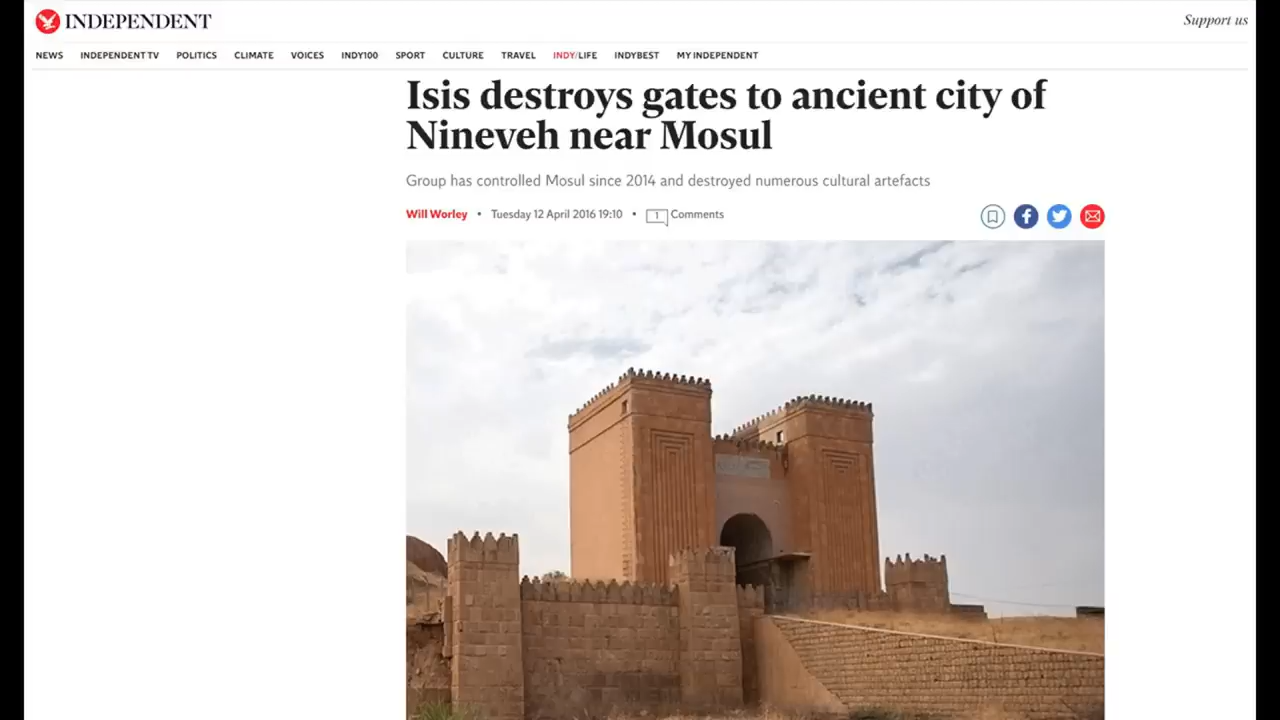 INDEPENDENT
Support us
NEWS INDEPENDENT TV POLITICS CLIMATE VOICES INDY100 SPORT CULTURE TRAVEL INDY/LIFE INDYBEST MY INDEPENDENT
Isis destroys gates to ancient city of
Nineveh near Mosul
Group has controlled Mosul since 2014 and destroyed numerous cultural artefacts
Will Worley • Tuesday 12 April 2016 19:10 • 1 Comments